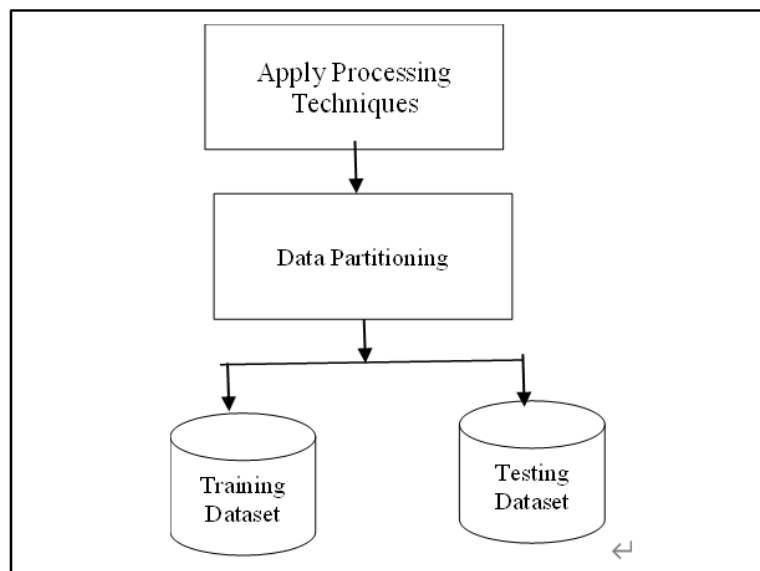 Apply Processing
Techniques
Data Partitioning
Training
Dataset
Testing
Dataset